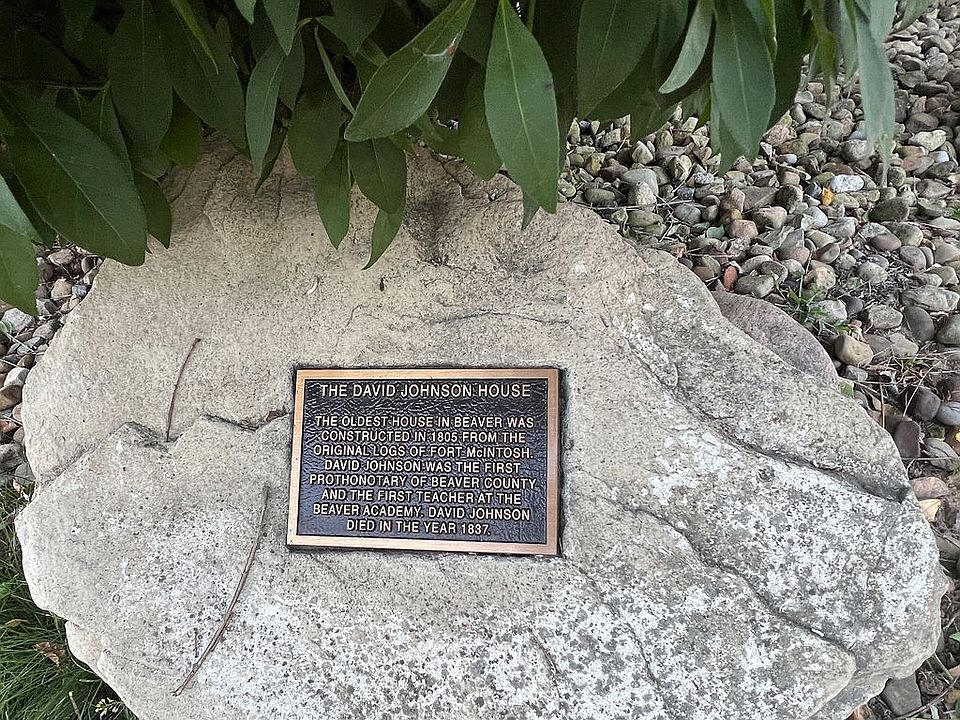 THE DAVID JOHNSON HOUSE
THE OLDEST HOUSE IN BEAVER WAS
CONSTRUCTED IN 1805 FROM THE
ORIGINAL LOGS OF FORT McINTOSH.
DAVID JOHNSON WAS THE FIRST
PROTHONOTARY OF BEAVER COUNTY
AND THE FIRST TEACHER AT THE
BEAVER ACADEMY. DAVID JOHNSON
DIED IN THE YEAR 1837.